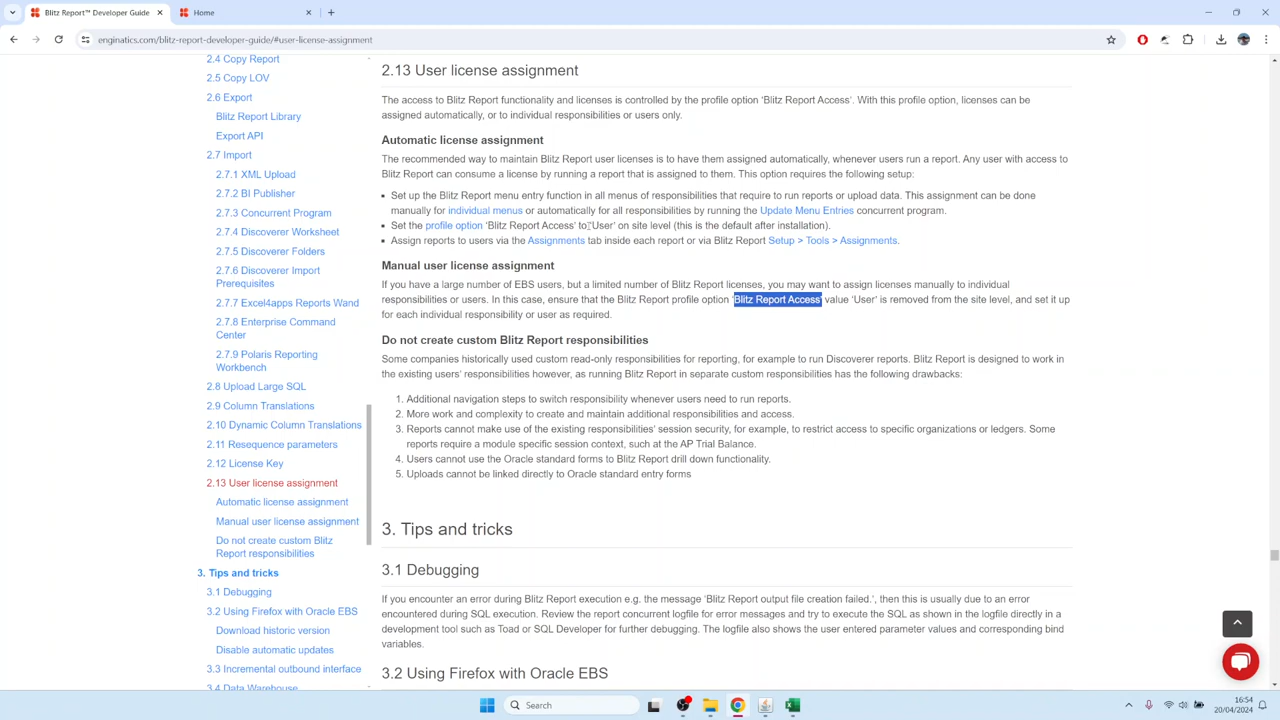 Blitz Report™ Developer Guide
Home
enginatics.com/blitz-report-developer-guide/#user-license-assignment
2.4 Copy Report
2.5 Copy LOV
2.6 Export
Blitz Report Library
Export API
2.7 Import
2.7.1 XML Upload
2.7.2 BI Publisher
2.7.3 Concurrent Program
2.7.4 Discoverer Worksheet
2.7.5 Discoverer Folders
2.7.6 Discoverer Import
Prerequisites
2.7.7 Excel4apps Reports Wand
2.7.8 Enterprise Command
Center
2.7.9 Polaris Reporting
Workbench
2.8 Upload Large SQL
2.9 Column Translations
2.10 Dynamic Column Translations
2.11 Resequence parameters
2.12 License Key
2.13 User license assignment
Automatic license assignment
Manual user license assignment
Do not create custom Blitz
Report responsibilities
3. Tips and tricks
3.1 Debugging
3.2 Using Firefox with Oracle EBS
Download historic version
Disable automatic updates
3.3 Incremental outbound interface
3.4 Data Warehouse
2.13 User license assignment
The access to Blitz Report functionality and licenses is controlled by the profile option 'Blitz Report Access'. With this profile option, licenses can be
assigned automatically, or to individual responsibilities or users only.
Automatic license assignment
The recommended way to maintain Blitz Report user licenses is to have them assigned automatically, whenever users run a report. Any user with access to
Blitz Report can consume a license by running a report that is assigned to them. This option requires the following setup:
Set up the Blitz Report menu entry function in all menus of responsibilities that require to run reports or upload data. This assignment can be done
manually for individual menus or automatically for all responsibilities by running the Update Menu Entries concurrent program.
Set the profile option 'Blitz Report Access' to 'User' on site level (this is the default after installation).
Assign reports to users via the Assignments tab inside each report or via Blitz Report Setup > Tools > Assignments.
Manual user license assignment
If you have a large number of EBS users, but a limited number of Blitz Report licenses, you may want to assign licenses manually to individual
responsibilities or users. In this case, ensure that the Blitz Report profile option 'Blitz Report Access' value 'User' is removed from the site level, and set it up
for each individual responsibility or user as required.
Do not create custom Blitz Report responsibilities
Some companies historically used custom read-only responsibilities for reporting, for example to run Discoverer reports. Blitz Report is designed to work in
the existing users' responsibilities however, as running Blitz Report in separate custom responsibilities has the following drawbacks:
1. Additional navigation steps to switch responsibility whenever users need to run reports.
2. More work and complexity to create and maintain additional responsibilities and access.
3. Reports cannot make use of the existing responsibilities' session security, for example, to restrict access to specific organizations or ledgers. Some
reports require a module specific session context, such at the AP Trial Balance.
4. Users cannot use the Oracle standard forms to Blitz Report drill down functionality.
5. Uploads cannot be linked directly to Oracle standard entry forms
3. Tips and tricks
3.1 Debugging
If you encounter an error during Blitz Report execution e.g. the message 'Blitz Report output file creation failed.', then this is usually due to an error
encountered during SQL execution. Review the report concurrent logfile for error messages and try to execute the SQL as shown in the logfile directly in a
development tool such as Toad or SQL Developer for further debugging. The logfile also shows the user entered parameter values and corresponding bind
variables.
3.2 Using Firefox with Oracle EBS
Search
16:54
20/04/2024